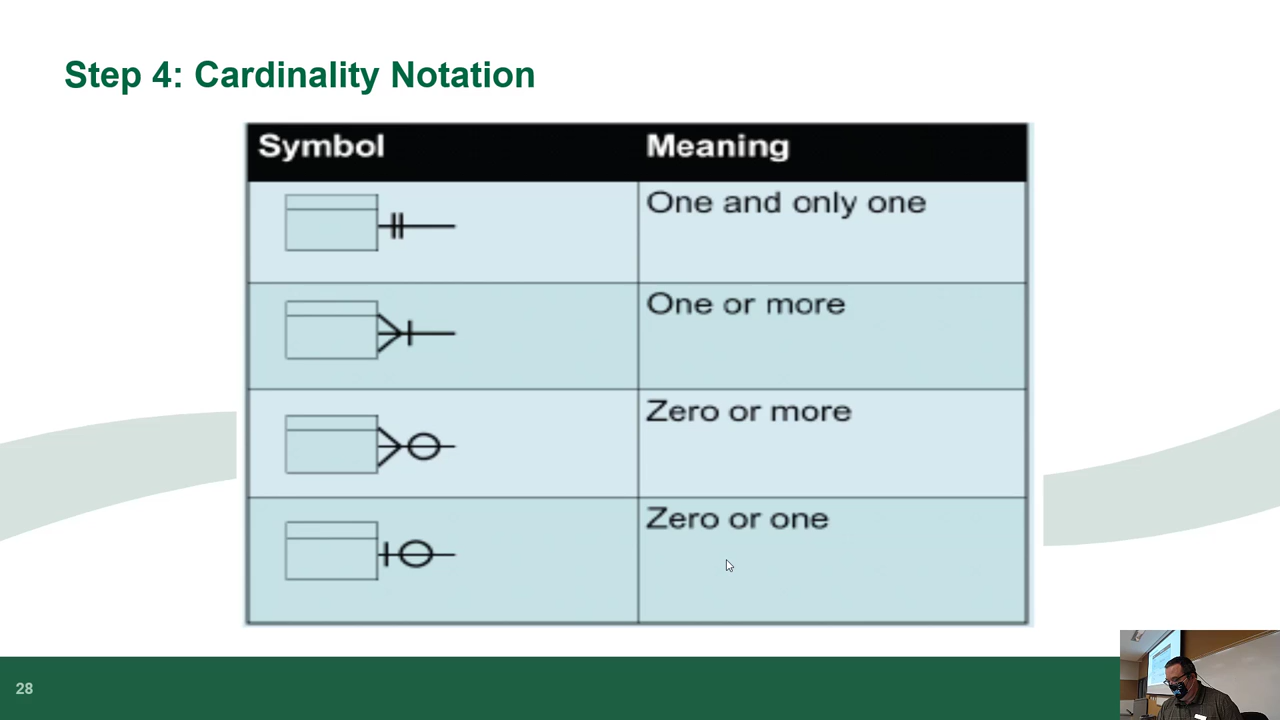 Step 4: Cardinality Notation
Symbol Meaning
One and only one
One or more
Zero or more
Zero or one
28